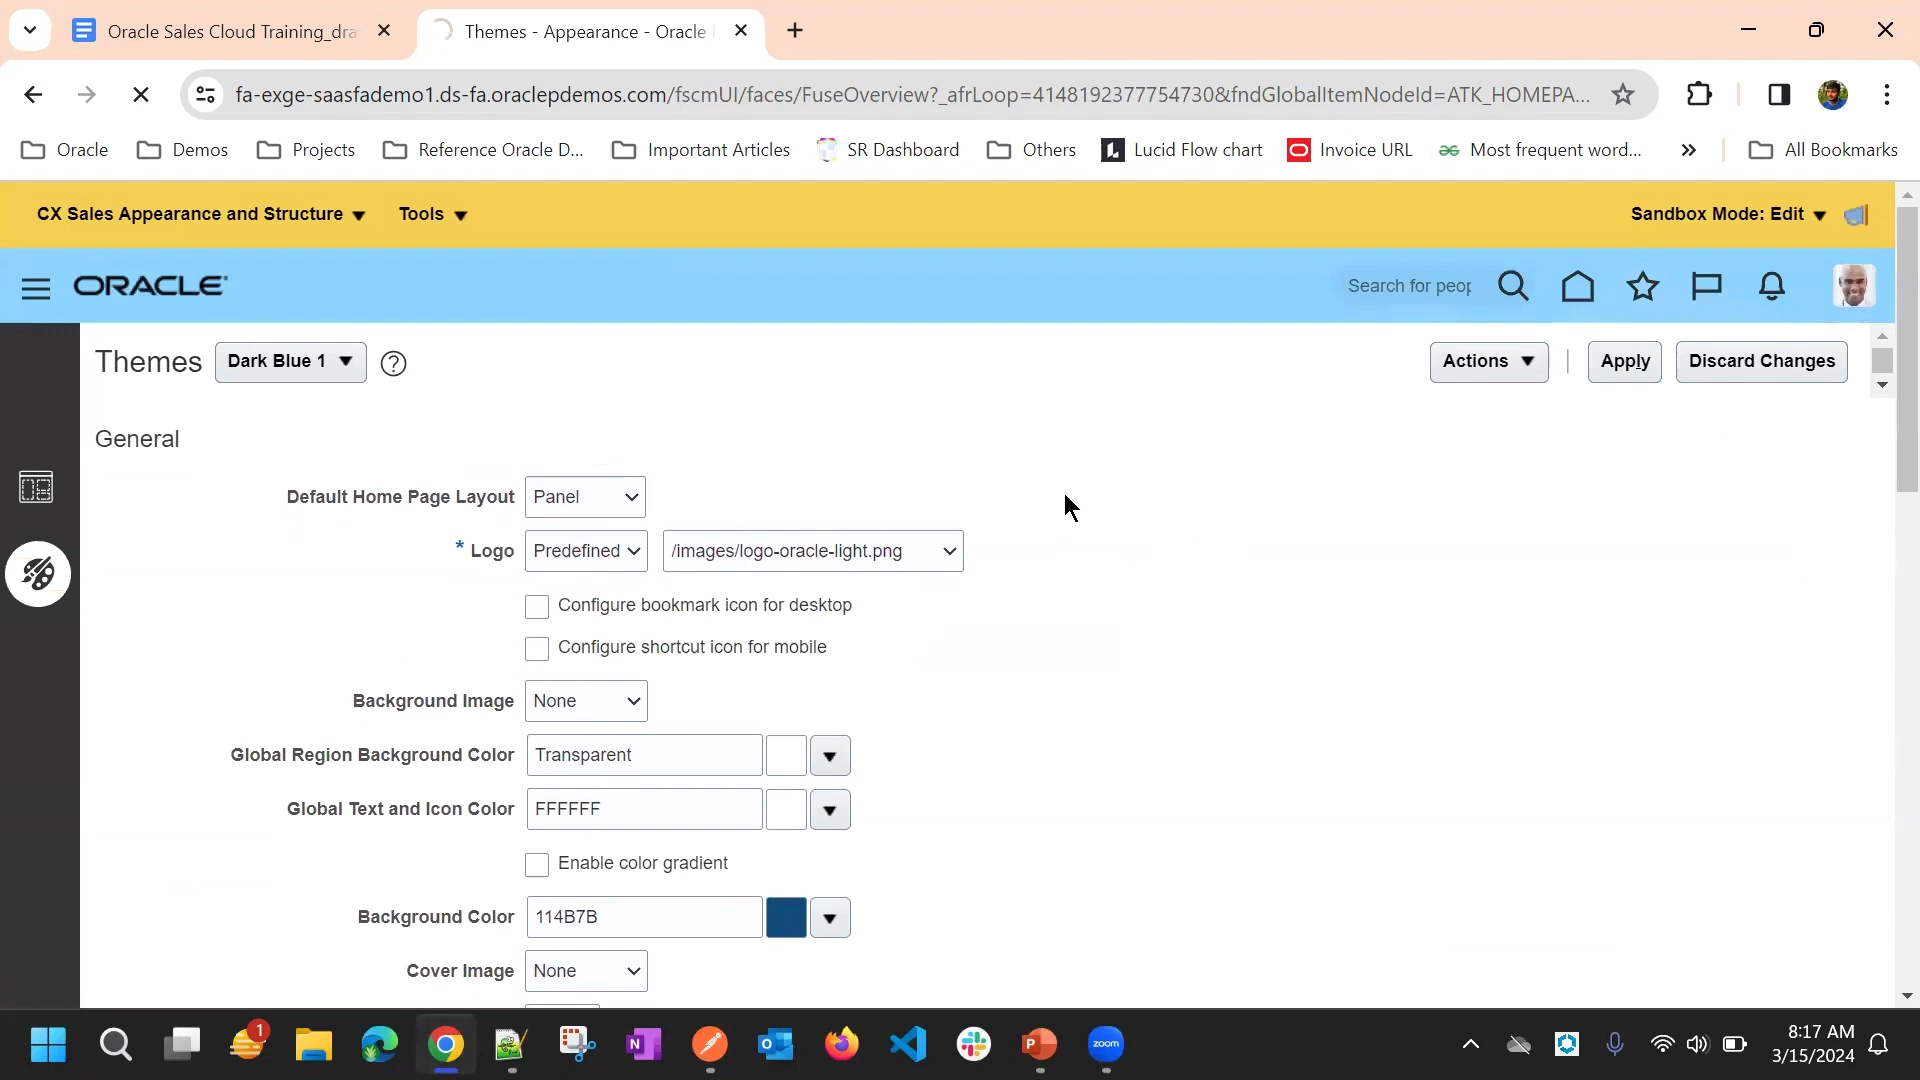 Oracle Sales Cloud Training_dra
Themes - Appearance - Oracle
fa-exge-saasfademo1.ds-fa.oraclepdemos.com/fscmUI/faces/FuseOverview?_afrLoop=4148192377754730&fndGlobalItemNodeId=ATK_HOMEPA...
Oracle
Demos
Projects
Reference Oracle D...
Important Articles
SR Dashboard
Others
Lucid Flow chart
Invoice URL
Most frequent word...
All Bookmarks
CX Sales Appearance and Structure
Tools
Sandbox Mode: Edit
ORACLE
Search for peop
Themes
Dark Blue 1
Actions
Apply
Discard Changes
General
Default Home Page Layout
Panel
* Logo
Predefined
/images/logo-oracle-light.png
Configure bookmark icon for desktop
Configure shortcut icon for mobile
Background Image
None
Global Region Background Color
Transparent
Global Text and Icon Color
FFFFFF
Enable color gradient
Background Color
114B7B
Cover Image
None
1
zoom
8:17 AM
3/15/2024